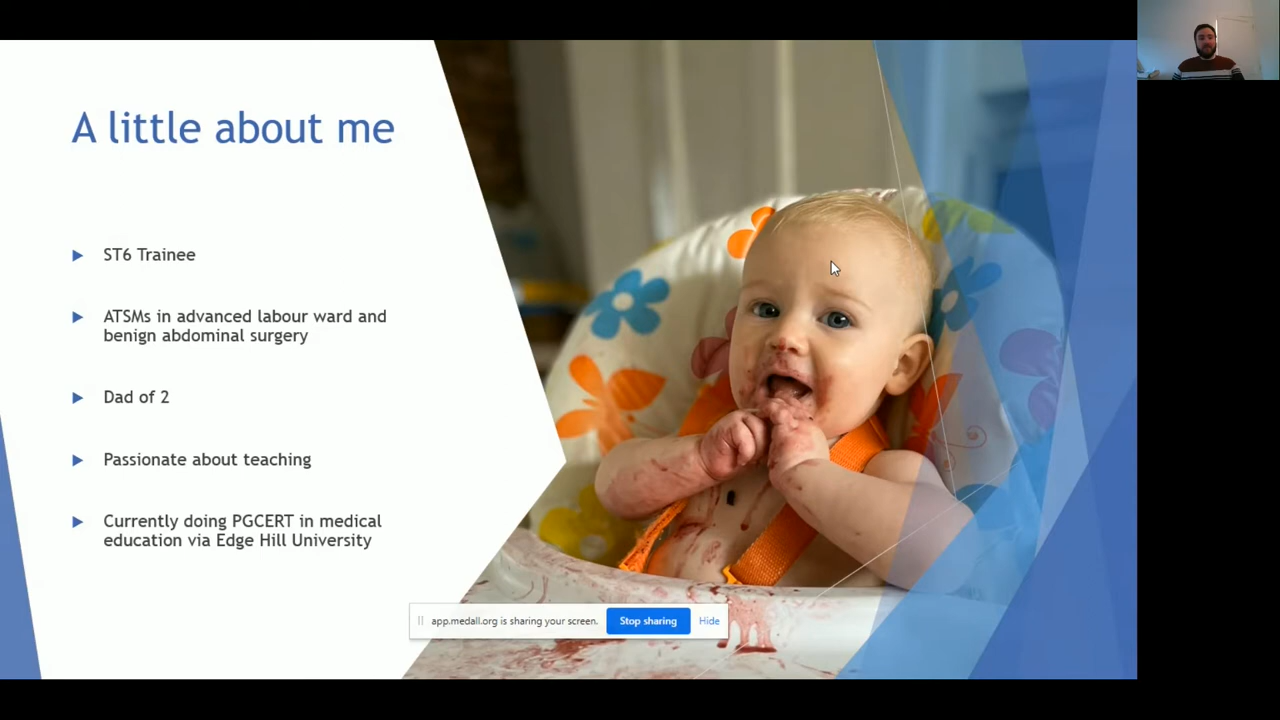 A little about me
ST6 Trainee
ATSMs in advanced labour ward and
benign abdominal surgery
Dad of 2
Passionate about teaching
Currently doing PGCERT in medical
education via Edge Hill University
app.medall.org is sharing your screen.
Stop sharing
Hide